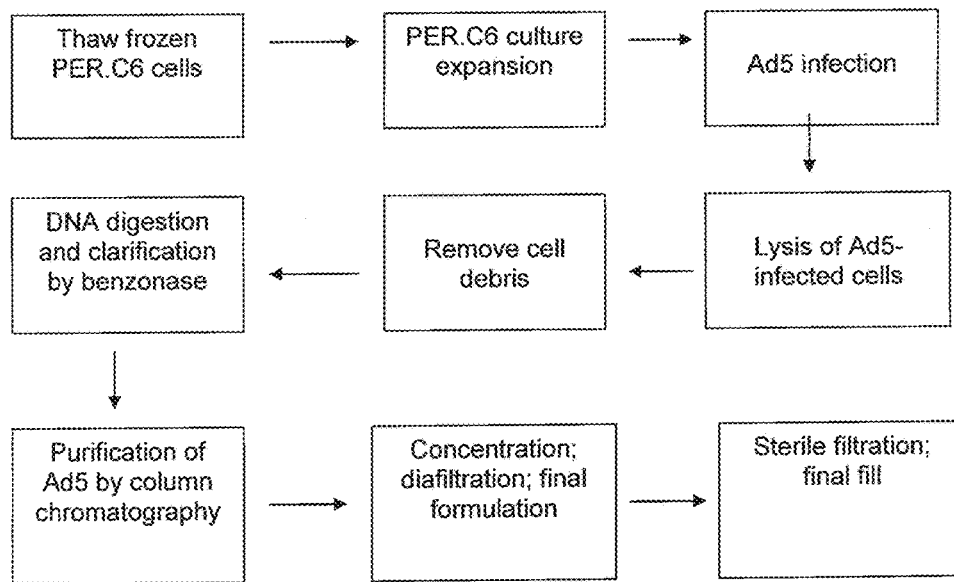 Thaw frozen
PER.C6 cells
PER.C6 culture
expansion
Ad5 infection
DNA digestion
and clarification
by benzonase
Remove cell
debris
Lysis of Ad5-
infected cells
Purification of
Ad5 by column
chromatography
Concentration;
diafiltration; final
formulation
Sterile filtration;
final fill